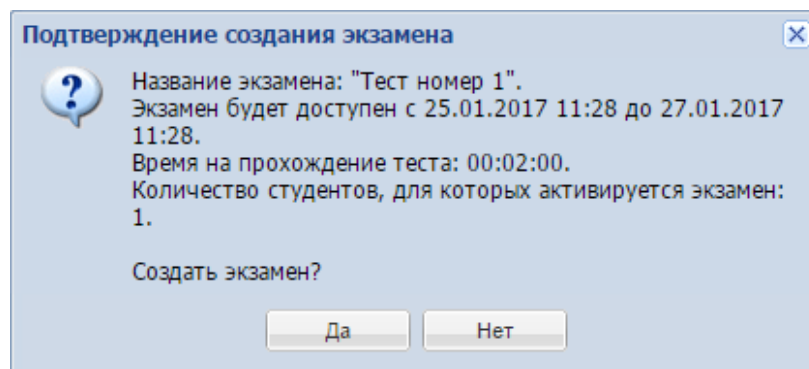 Подтверждение создания экзамена
Название экзамена: "Тест номер 1".
Экзамен будет доступен с 25.01.2017 11:28 до 27.01.2017
11:28.
Время на прохождение теста: 00:02:00.
Количество студентов, для которых активируется экзамен:
1.
Создать экзамен?
Да Нет